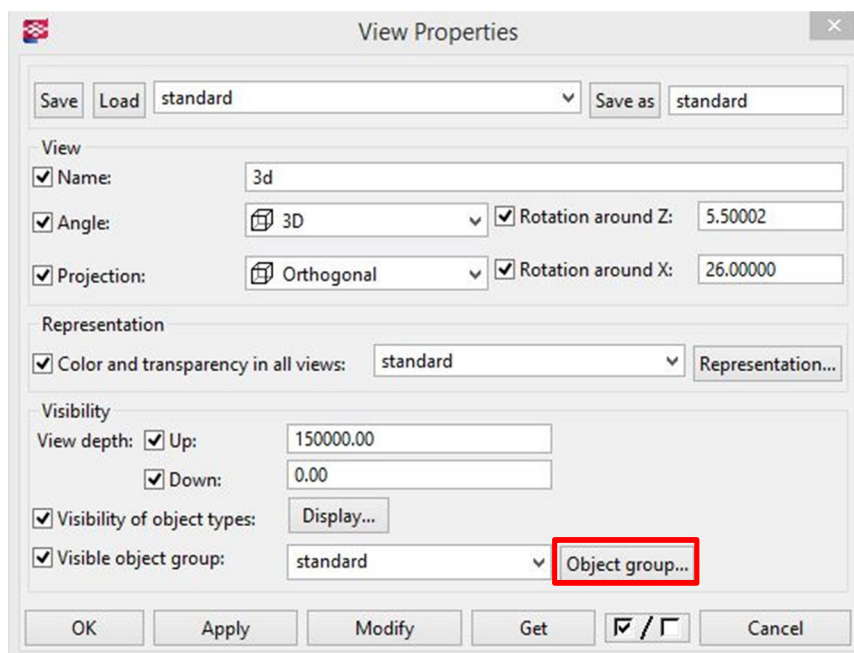 View Properties
Save Load standard Save as standard
View
Name: 3d
Angle: 3D Rotation around Z: 5.50002
Projection: Orthogonal Rotation around X: 26.00000
Representation
Color and transparency in all views: standard Representation...
Visibility
View depth: Up: 150000.00
Down: 0.00
Visibility of object types: Display...
Visible object group: standard Object group...
OK Apply Modify Get / Cancel